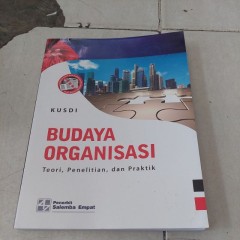 KUSDI
BUDAYA
ORGANISASI
Teori, Penelitian, dan Praktik
Penerbit
Salemba Empat